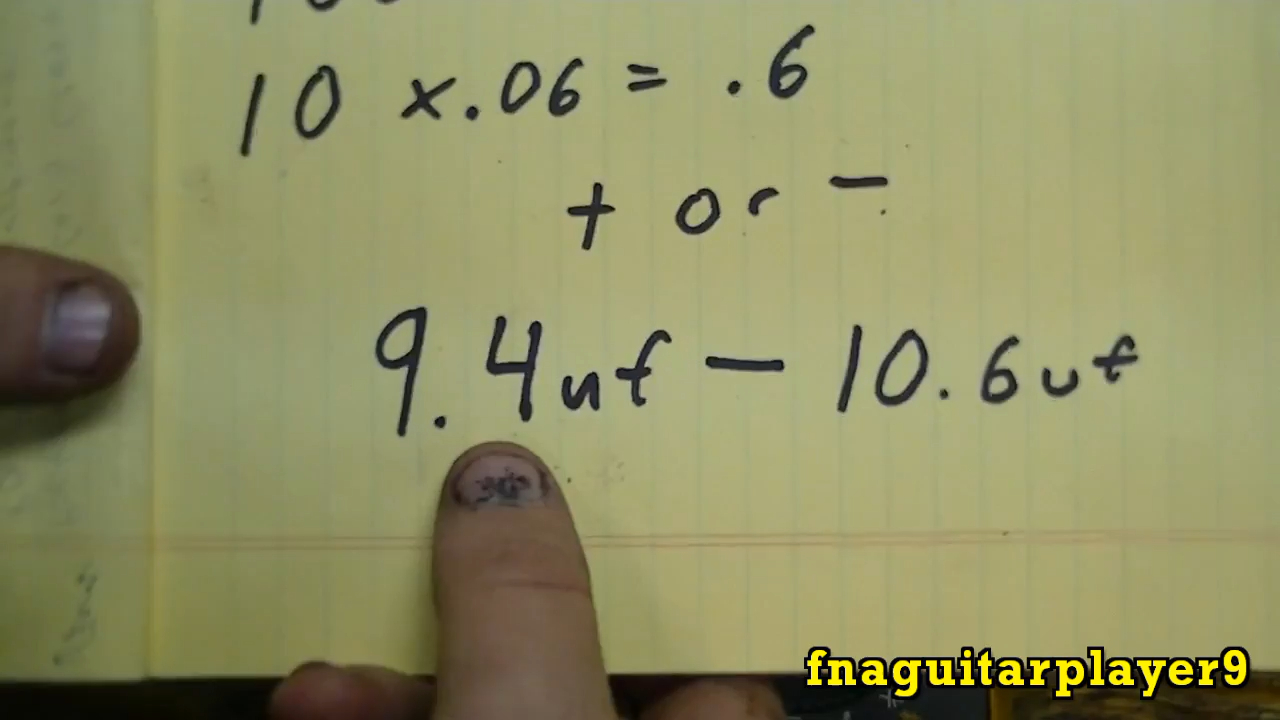 10 x .06 = .6
+ or -
9.4uf - 10.6uf
fnaguitarplayer9